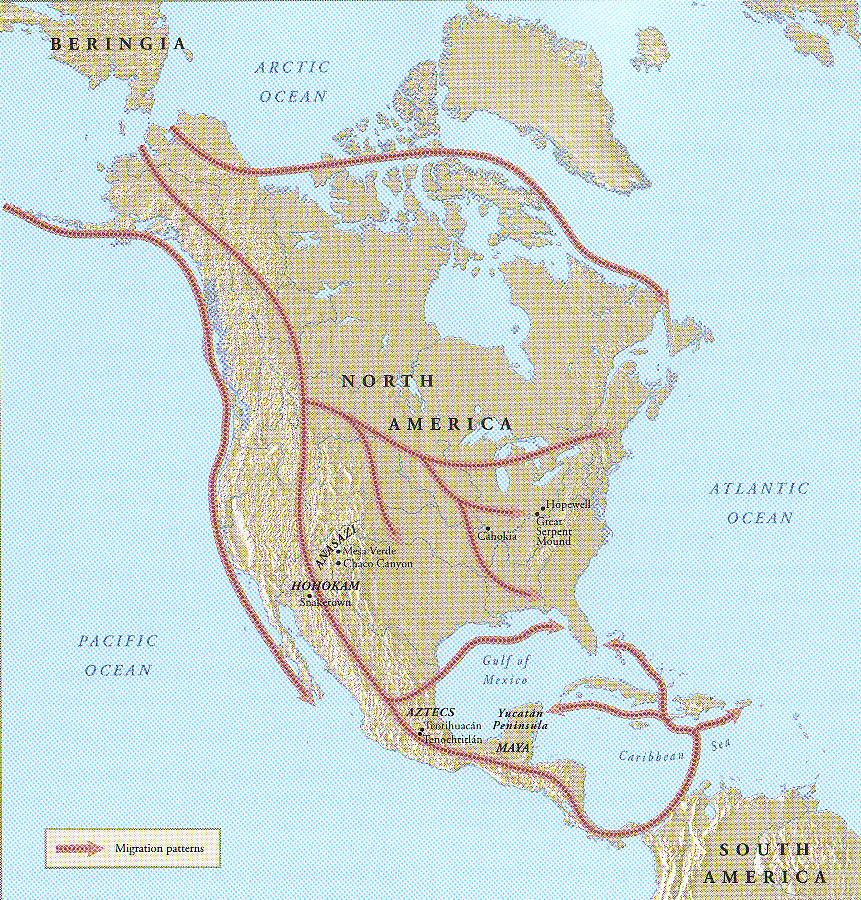 BERINGIA
ARCTIC
OCEAN
NORTH
AMERICA
ATLANTIC
OCEAN
Hopewell
Great
Serpent
Mound
Cahokia
ANASAZI
Mesa Verde
Chaco Canyon
HOHOKAM
Snaketown
PACIFIC
OCEAN
Gulf of
Mexico
AZTECS
Teotihuacán
Tenochtitlán
Yucatán
Peninsula
MAYA
Caribbean Sea
Migration patterns
SOUTH
AMERICA